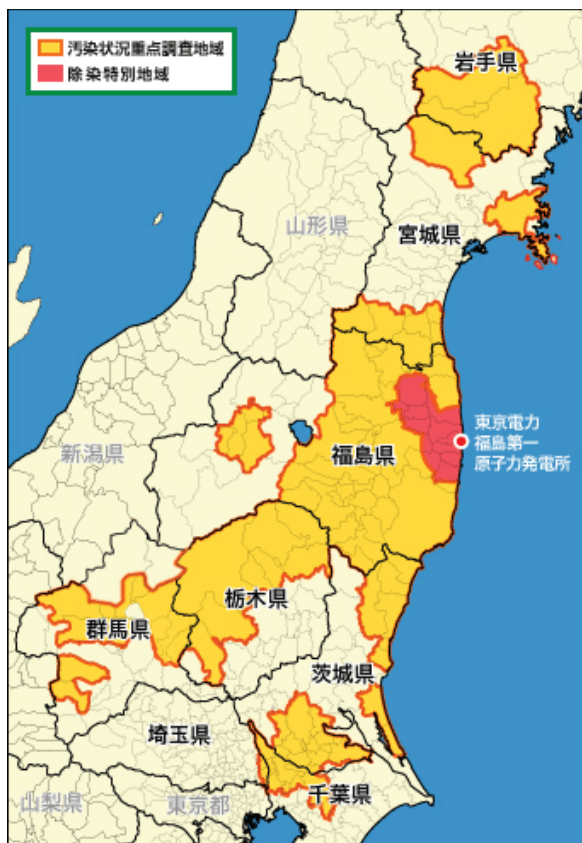 汚染状況重点調査地域
除染特別地域
岩手県
山形県
宮城県
東京電力
福島第一
原子力発電所
新潟県
福島県
栃木県
群馬県
茨城県
埼玉県
千葉県
山梨県
東京都